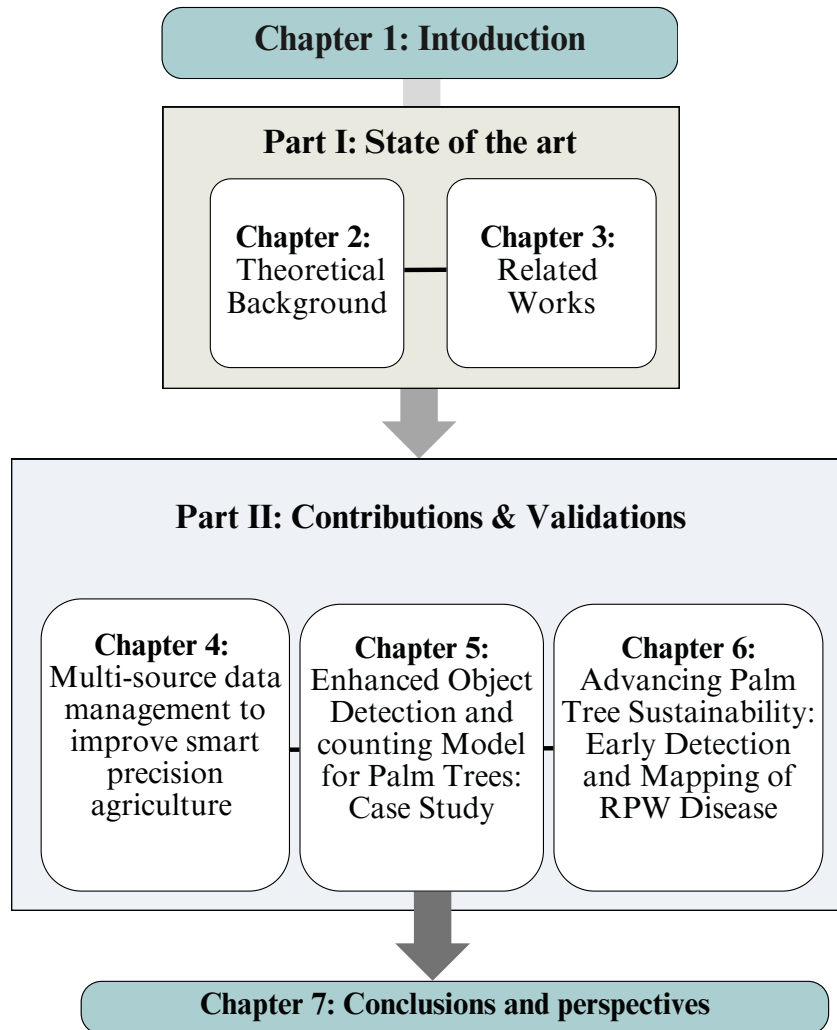 Chapter 1: Intoduction
Part I: State of the art
Chapter 2:
Theoretical
Background
Chapter 3:
Related
Works
Part II: Contributions & Validations
Chapter 4:
Multi-source data
management to
improve smart
precision
agriculture
Chapter 5:
Enhanced Object
Detection and
counting Model
for Palm Trees:
Case Study
Chapter 6:
Advancing Palm
Tree Sustainability:
Early Detection
and Mapping of
RPW Disease
Chapter 7: Conclusions and perspectives